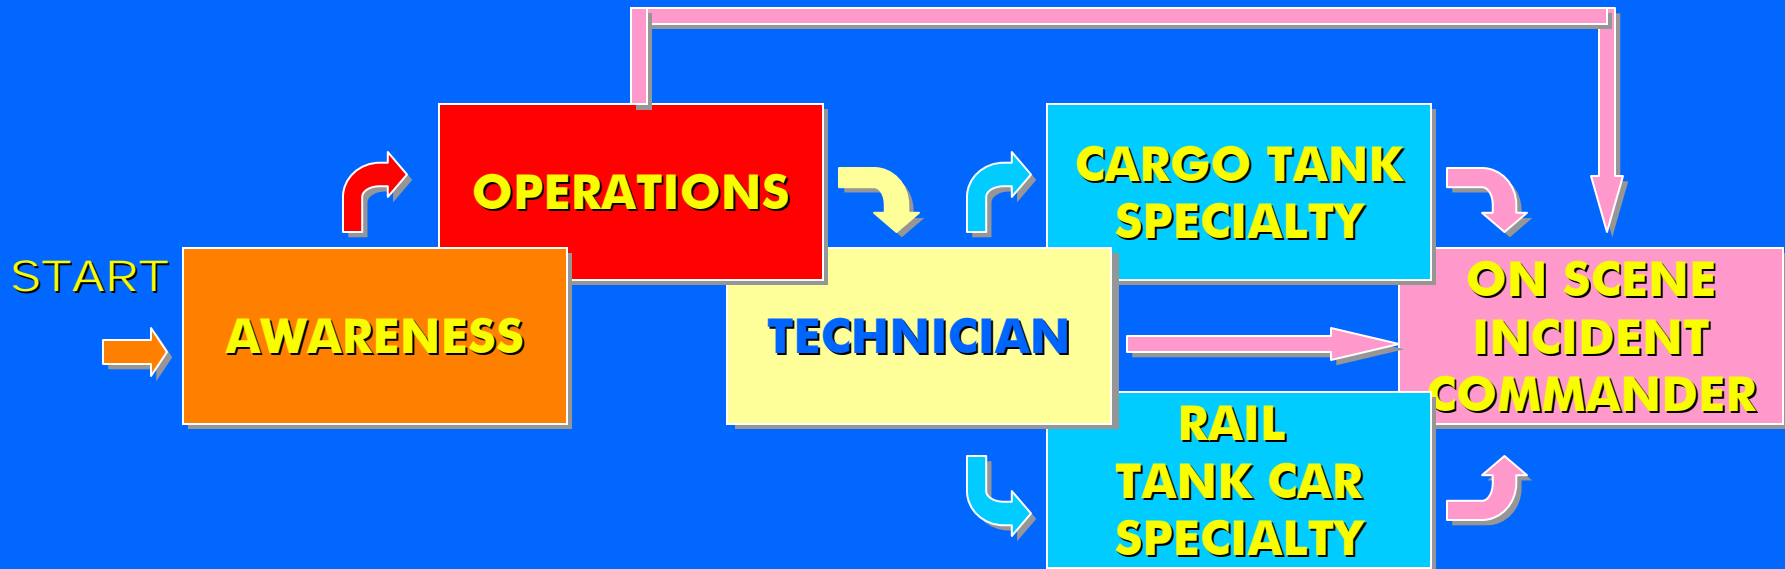 START
AWARENESS
OPERATIONS
TECHNICIAN
CARGO TANK
SPECIALTY
RAIL
TANK CAR
SPECIALTY
ON SCENE
INCIDENT
COMMANDER